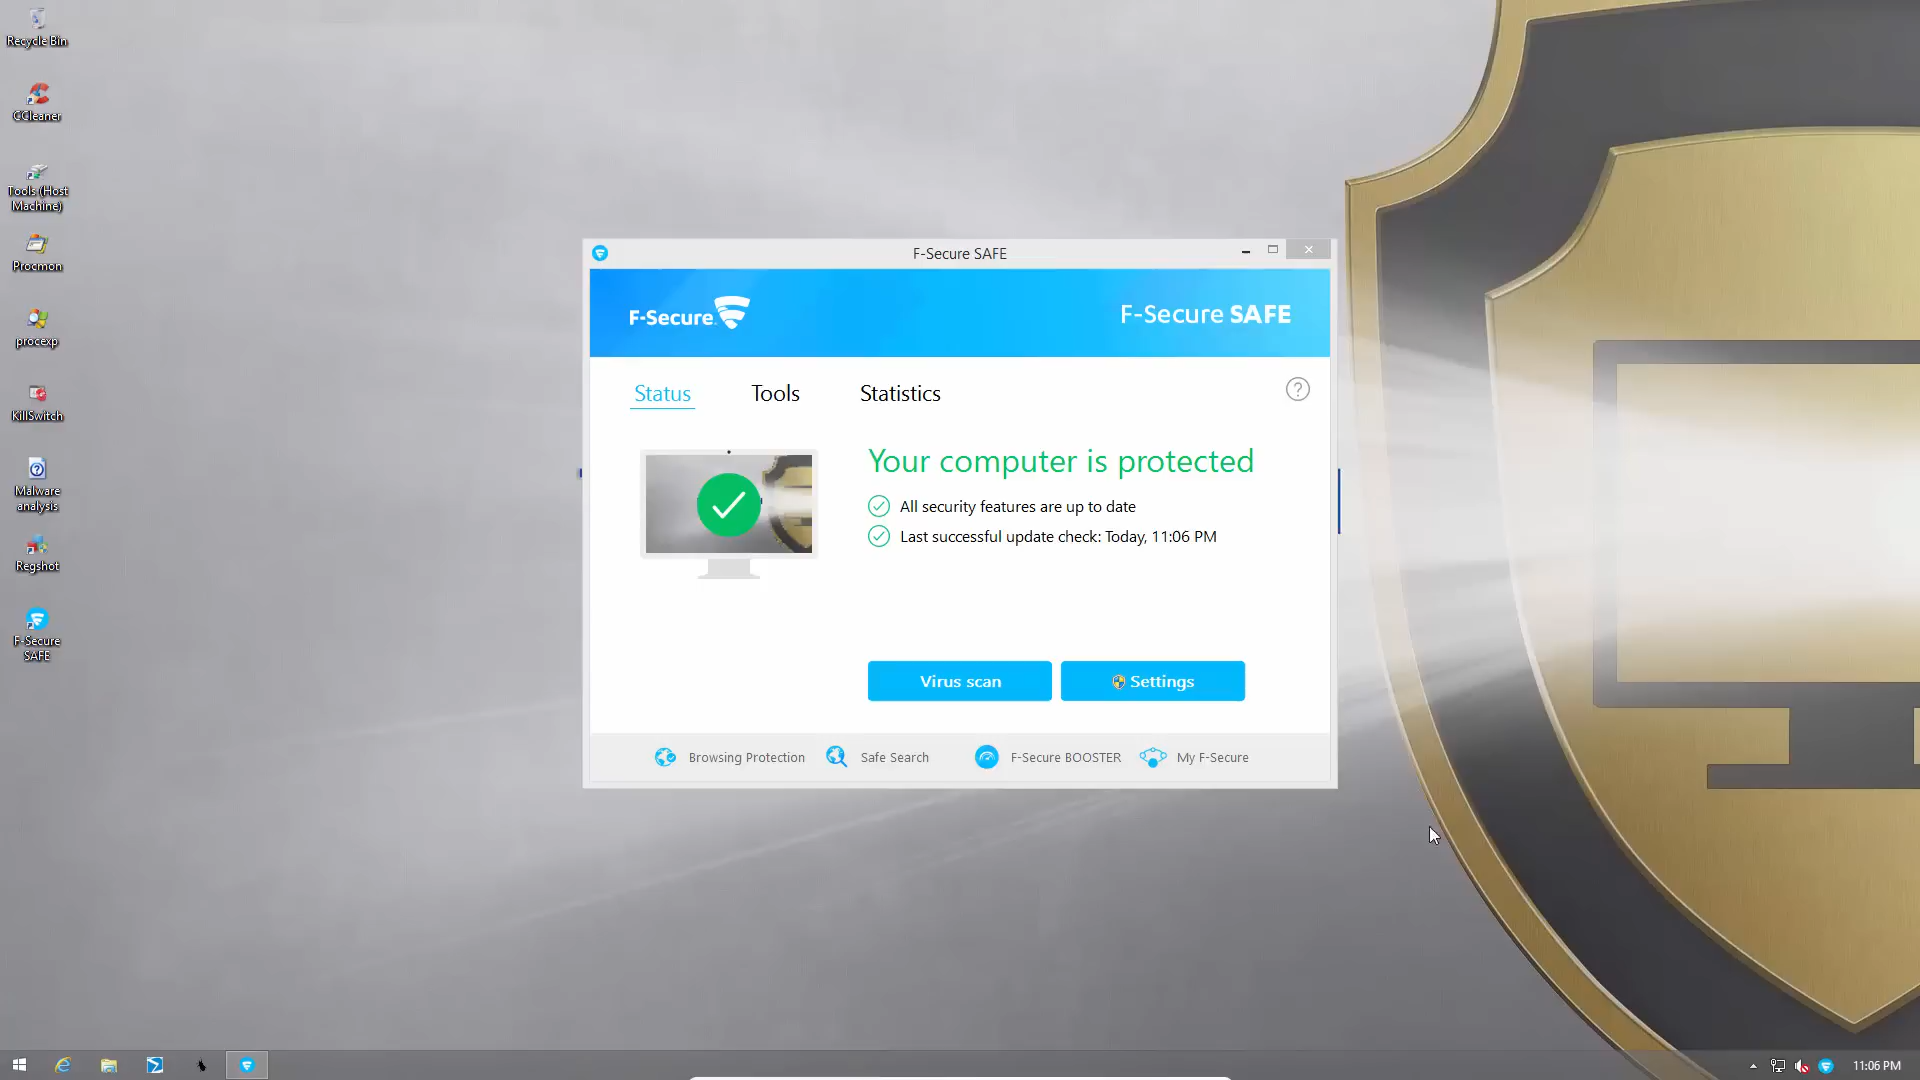 Recycle Bin
CCleaner
Tools (Host
Machine)
Procmon
procexp
KillSwitch
Malware
analysis
Regshot
F-Secure
SAFE
F-Secure SAFE
F-Secure
F-Secure SAFE
Status
Tools
Statistics
Your computer is protected
All security features are up to date
Last successful update check: Today, 11:06 PM
Virus scan
Settings
Browsing Protection
Safe Search
F-Secure BOOSTER
My F-Secure
11:06 PM